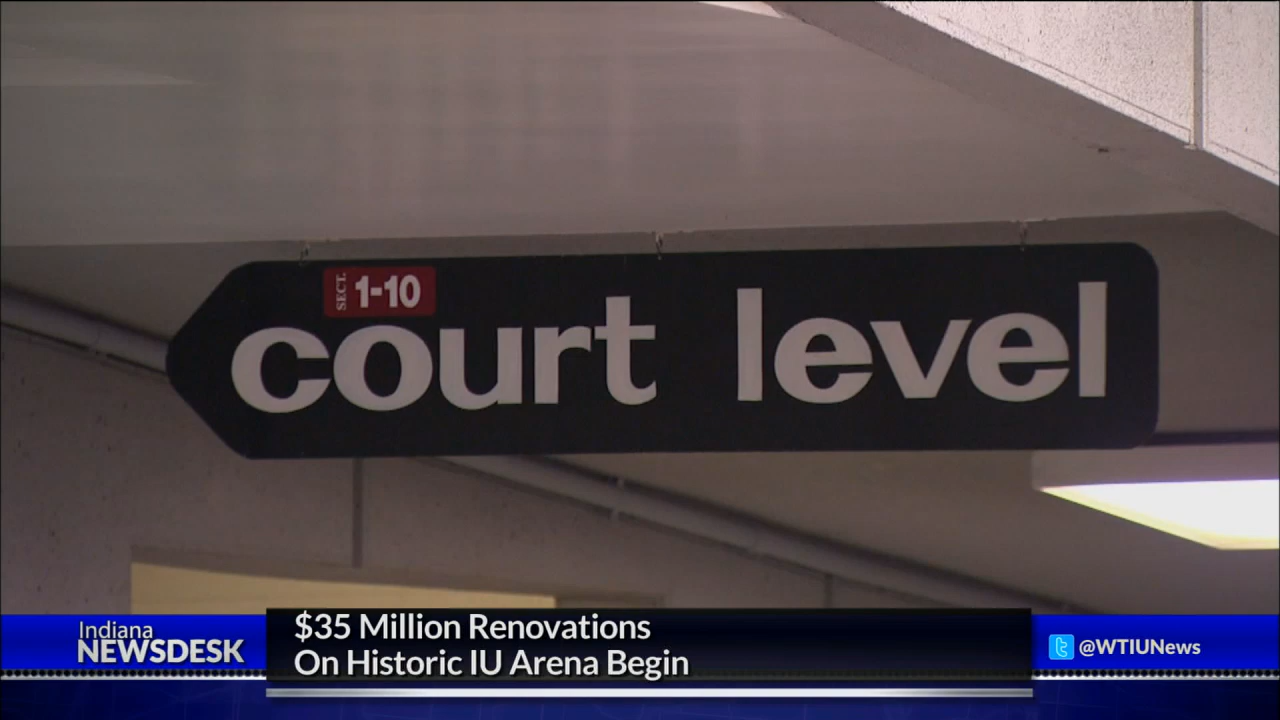 SECT. 1-10
court level
Indiana
NEWSDESK
$35 Million Renovations
On Historic IU Arena Begin
@WTIUNews